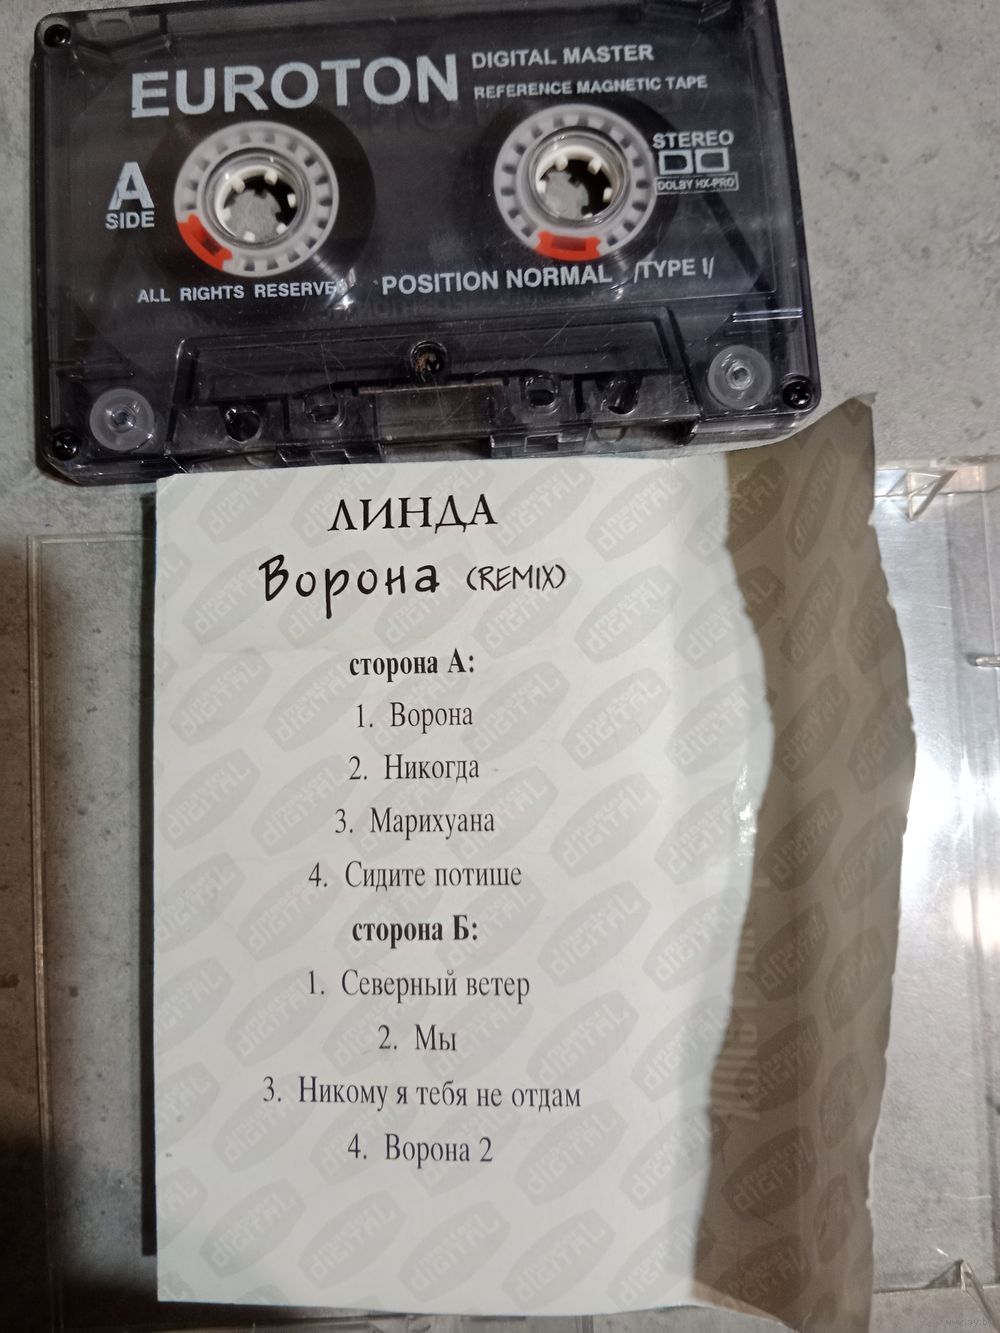 EUROTON
DIGITAL MASTER
REFERENCE MAGNETIC TAPE
STEREO
DOLBY HX-PRO
A
SIDE
ALL RIGHTS RESERVED
POSITION NORMAL /TYPE I/
ЛИНДА
Ворона (REMIX)
сторона А:
1. Ворона
2. Никогда
3. Марихуана
4. Сидите потише
сторона Б:
1. Северный ветер
2. Мы
3. Никому я тебя не отдам
4. Ворона 2